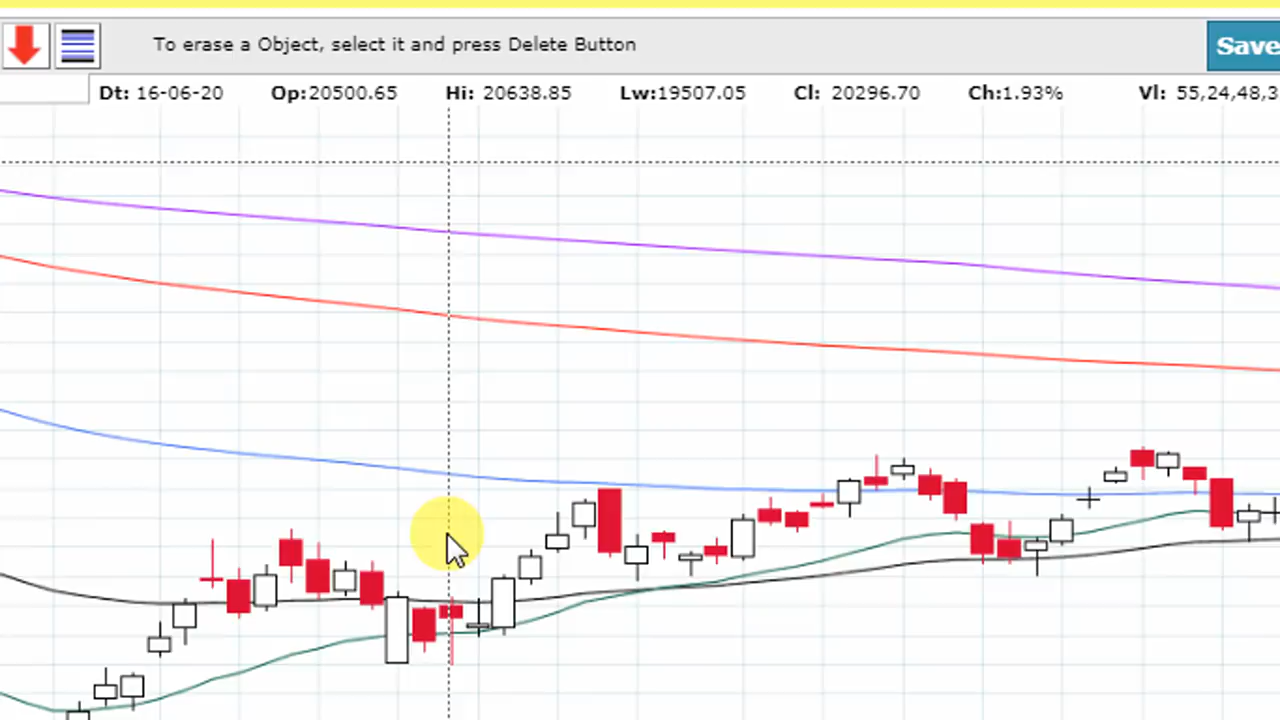 To erase a Object, select it and press Delete Button
Save
Dt: 16-06-20 Op:20500.65 Hi: 20638.85 Lw:19507.05 Cl: 20296.70 Ch:1.93% Vl: 55,24,48,3